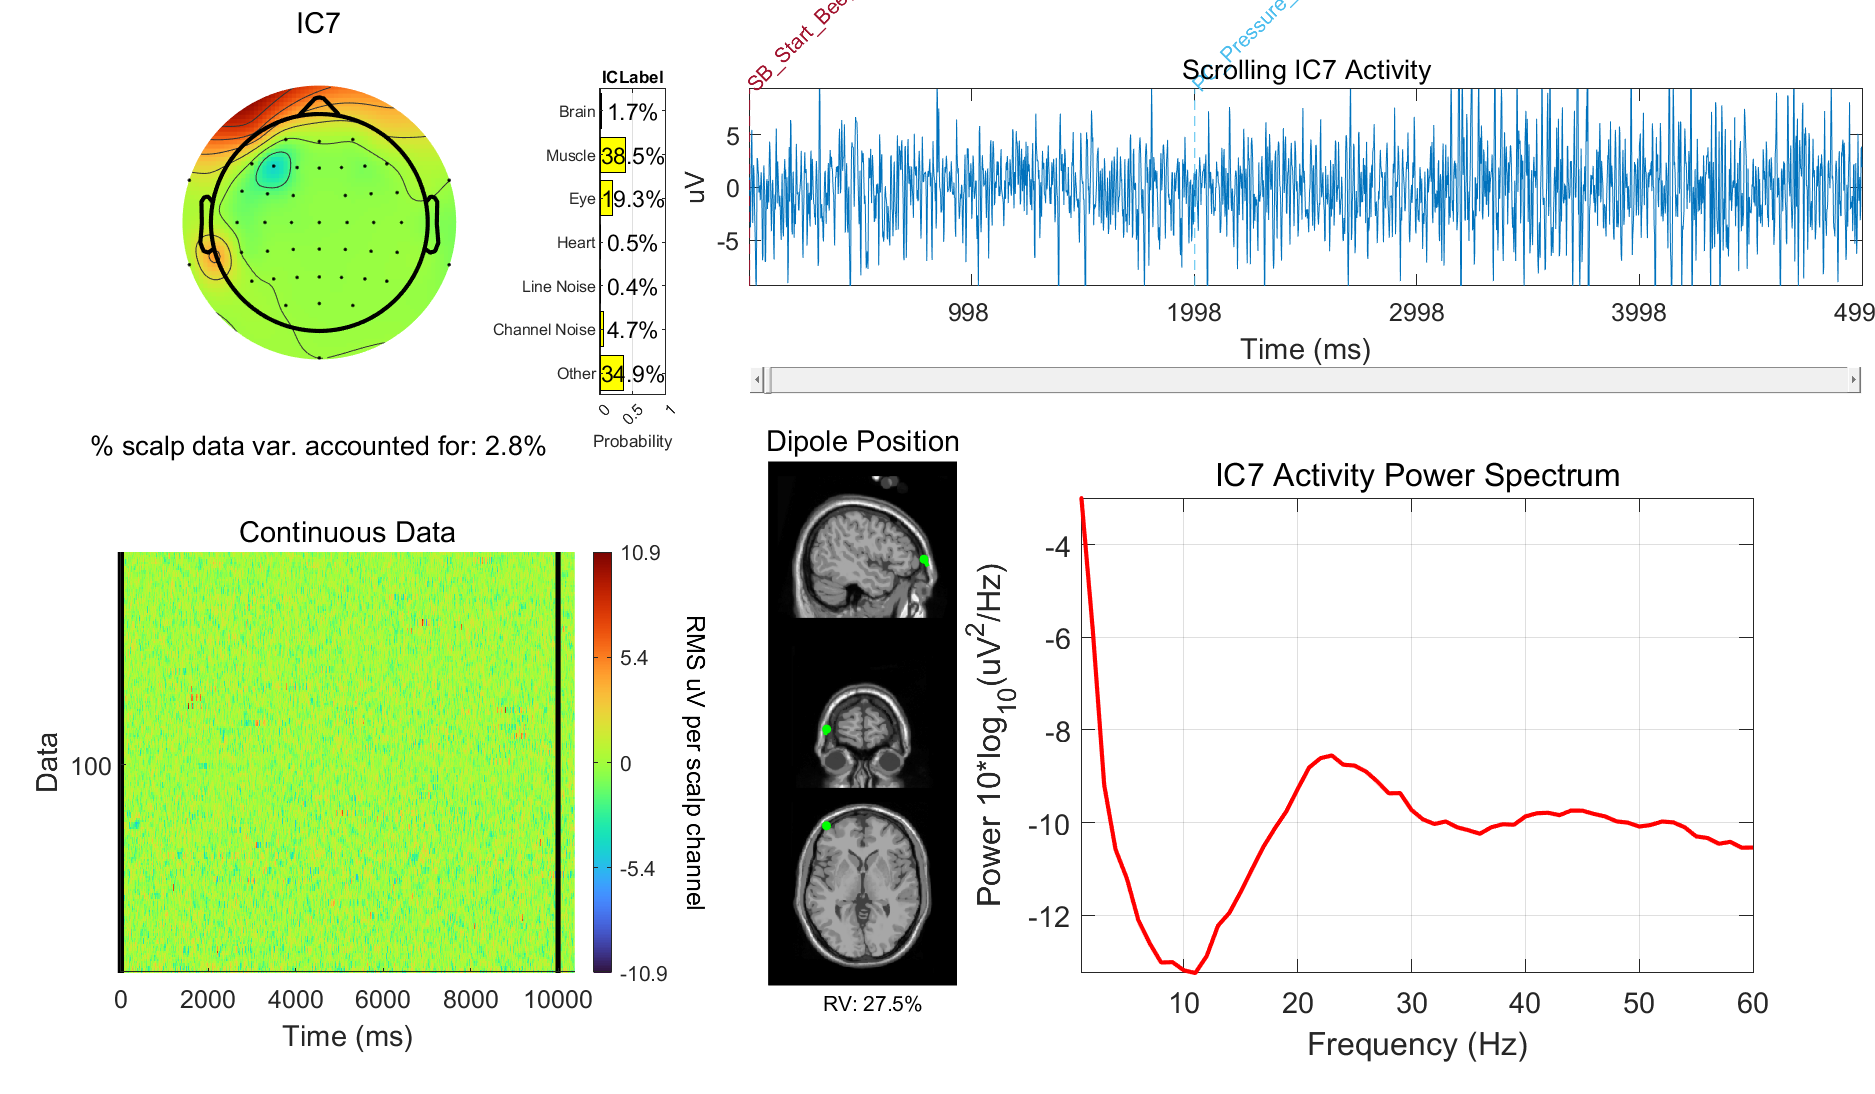 IC7
ICLabel
Brain 1.7%
Muscle 38.5%
Eye 19.3%
Heart 0.5%
Line Noise 0.4%
Channel Noise 4.7%
Other 34.9%
0 0.5 1
Probability
% scalp data var. accounted for: 2.8%
SB_Start_Bee
Pressure_
Scrolling IC7 Activity
5
0
-5
uV
998 1998 2998 3998 499
Time (ms)
Continuous Data
Data
100
0 2000 4000 6000 8000 10000
Time (ms)
10.9
5.4
0
-5.4
-10.9
RMS uV per scalp channel
Dipole Position
RV: 27.5%
IC7 Activity Power Spectrum
Power 10*log10(uV2/Hz)
-4
-6
-8
-10
-12
10 20 30 40 50 60
Frequency (Hz)